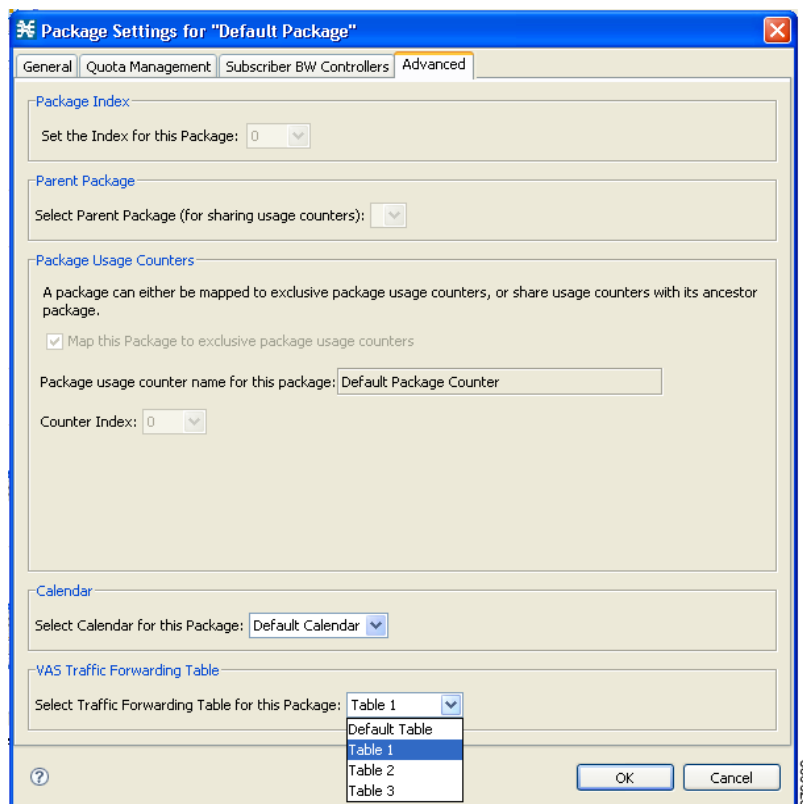 Package Settings for "Default Package"
General
Quota Management
Subscriber BW Controllers
Advanced
Package Index
Set the Index for this Package:
0
Parent Package
Select Parent Package (for sharing usage counters):
Package Usage Counters
A package can either be mapped to exclusive package usage counters, or share usage counters with its ancestor
package.
Map this Package to exclusive package usage counters
Package usage counter name for this package:
Default Package Counter
Counter Index:
0
Calendar
Select Calendar for this Package:
Default Calendar
VAS Traffic Forwarding Table
Select Traffic Forwarding Table for this Package:
Table 1
Default Table
Table 1
Table 2
Table 3
?
OK
Cancel